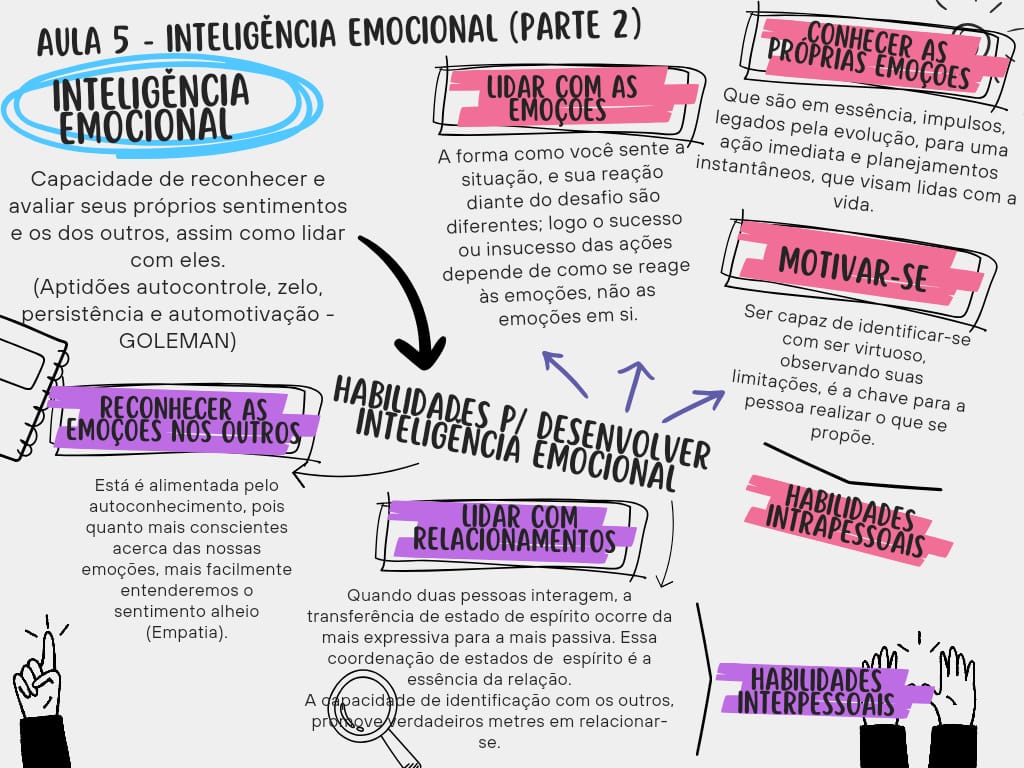 AULA 5 - INTELIGÊNCIA EMOCIONAL (PARTE 2)
INTELIGÊNCIA
EMOCIONAL
Capacidade de reconhecer e
avaliar seus próprios sentimentos
e os dos outros, assim como lidar
com eles.
(Aptidões autocontrole, zelo,
persistência e automotivação -
GOLEMAN)
HABILIDADES P/ DESENVOLVER
INTELIGENCIA EMOCIONAL
LIDAR COM AS
EMOÇÕES
A forma como você sente a
situação, e sua reação
diante do desafio são
diferentes; logo o sucesso
ou insucesso das ações
depende de como se reage
às emoções, não as
emoções em si.
CONHECER AS
PRÓPRIAS EMOÇÕES
Que são em essência, impulsos,
legados pela evolução, para uma
ação imediata e planejamentos
instantâneos, que visam lidas com a
vida.
MOTIVAR-SE
Ser capaz de identificar-se
com ser virtuoso,
observando suas
limitações, é a chave para a
pessoa realizar o que se
propõe.
HABILIDADES
INTRAPESSOAIS
RECONHECER AS
EMOÇÕES NOS OUTROS
Está é alimentada pelo
autoconhecimento, pois
quanto mais conscientes
acerca das nossas
emoções, mais facilmente
entenderemos o
sentimento alheio
(Empatia).
LIDAR COM
RELACIONAMENTOS
Quando duas pessoas interagem, a
transferência de estado de espírito ocorre da
mais expressiva para a mais passiva. Essa
coordenação de estados de espírito é a
essência da relação.
A capacidade de identificação com os outros,
promove verdadeiros metres em relacionar-
se.
HABILIDADES
INTERPESSOAIS